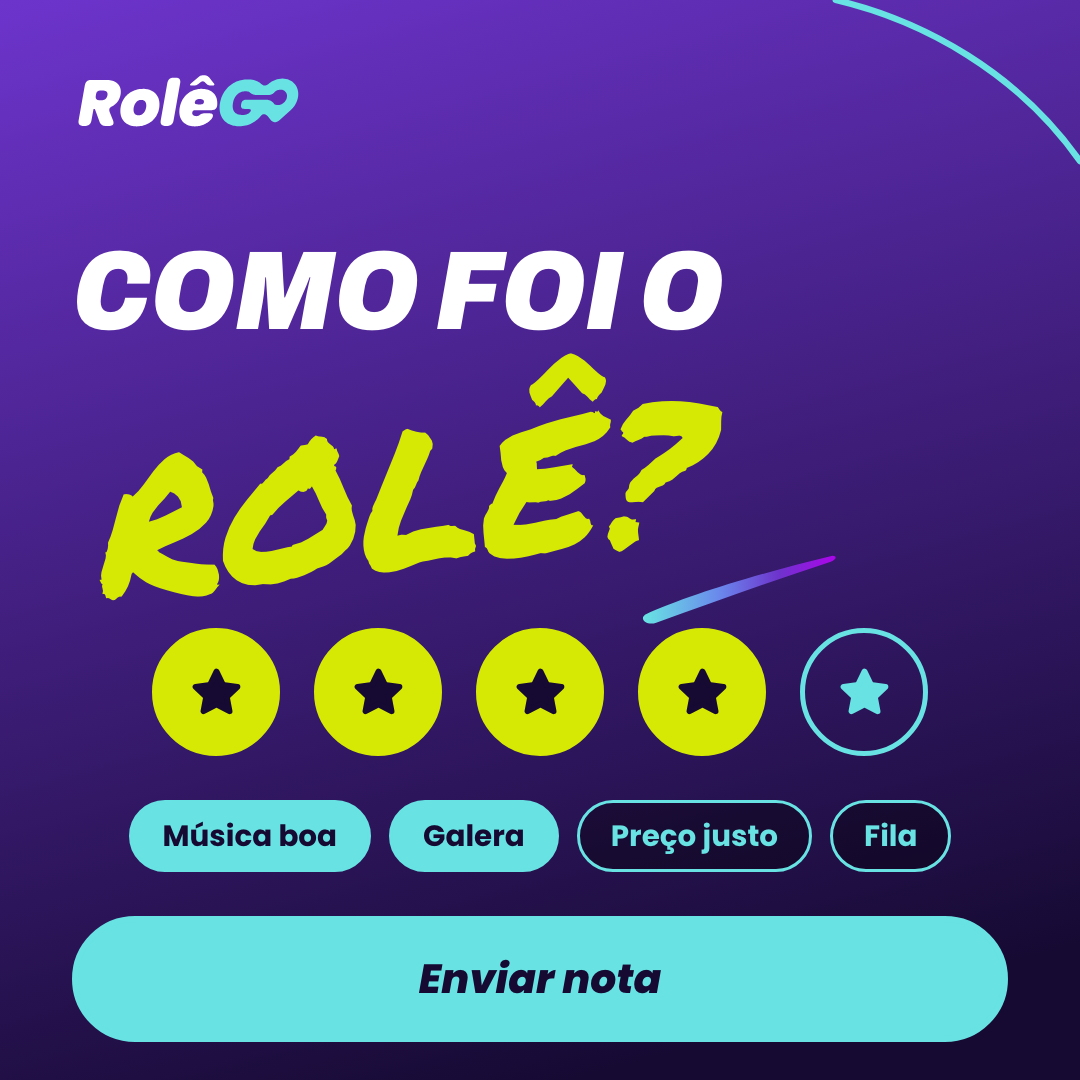 RolêGO
COMO FOI O
ROLÊ?
Música boa
Galera
Preço justo
Fila
Enviar nota